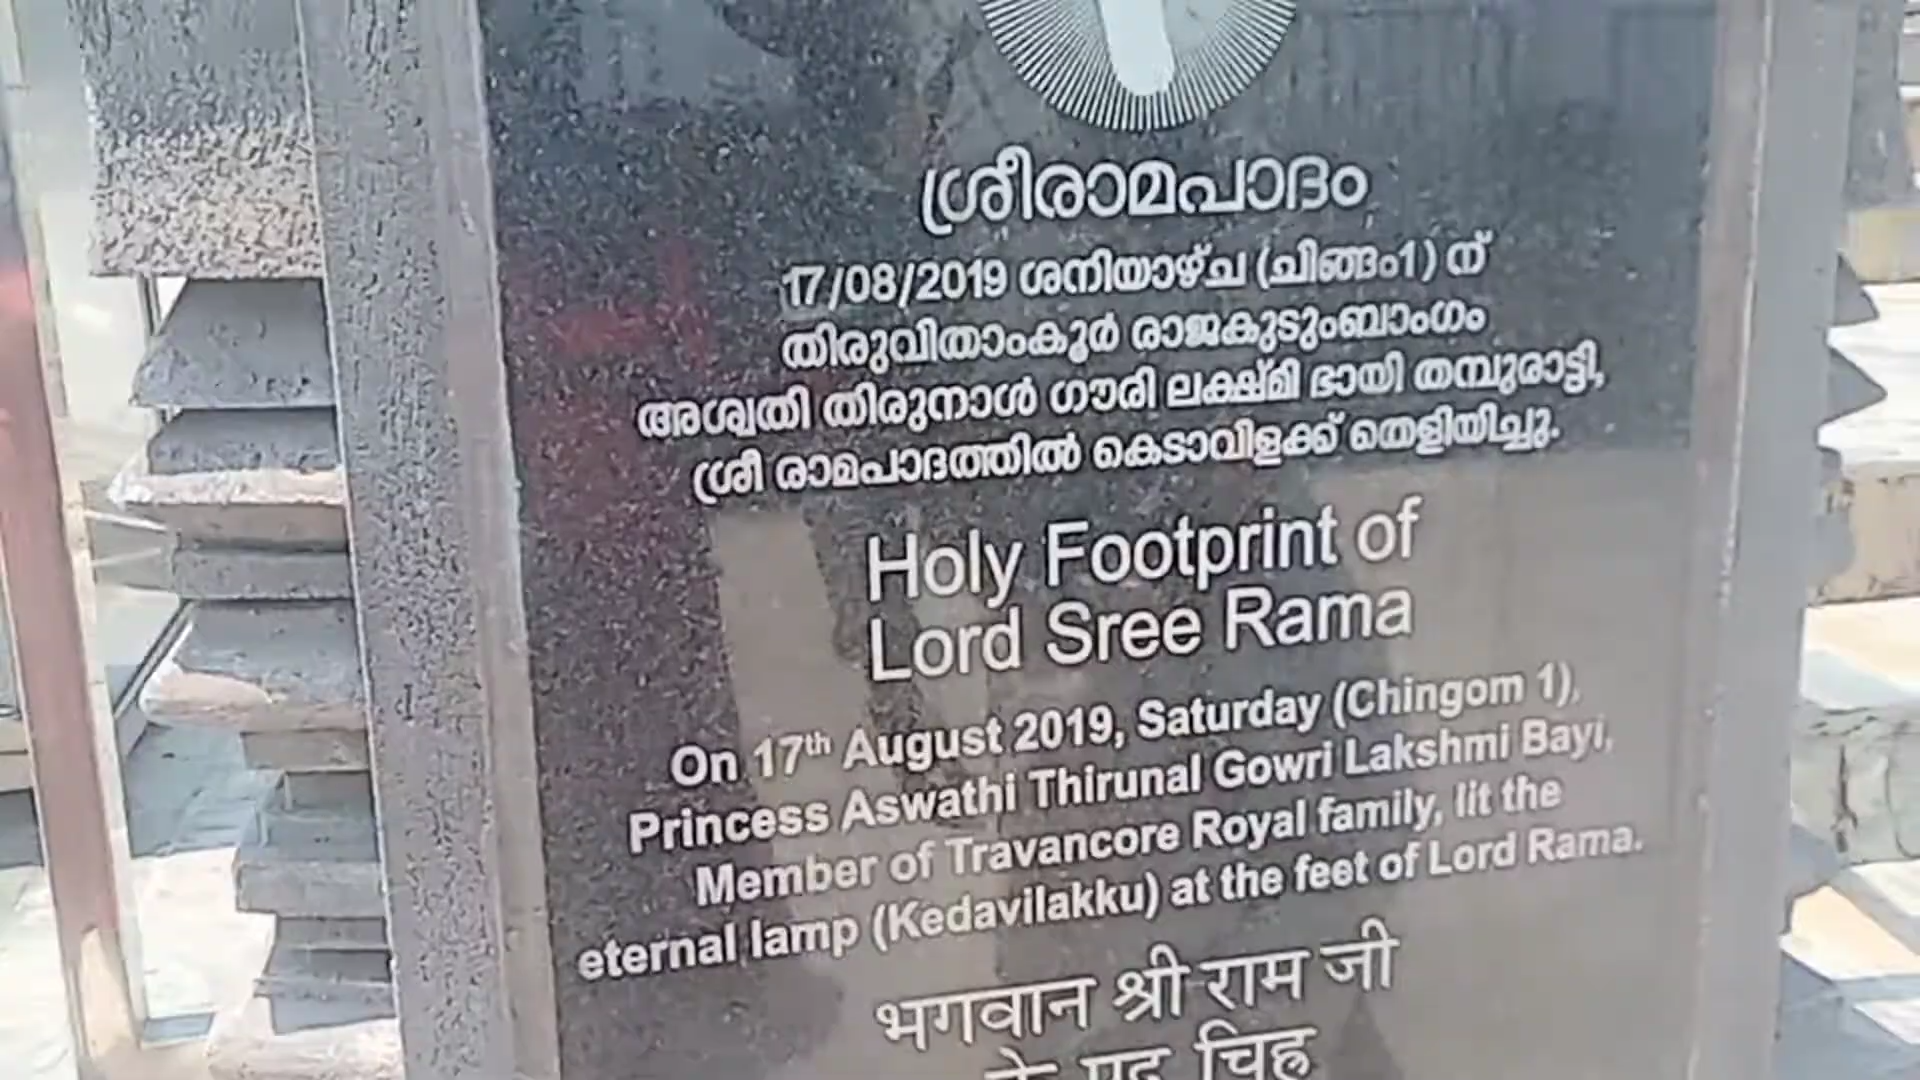 ശ്രീരാമപാദം
17/08/2019 ശനിയാഴ്ച (ചിങ്ങം1) ന്
തിരുവിതാംകൂർ രാജകുടുംബാംഗം
അശ്വതി തിരുനാൾ ഗൗരി ലക്ഷ്മി ഭായി തമ്പുരാട്ടി,
ശ്രീ രാമപാദത്തിൽ കെടാവിളക്ക് തെളിയിച്ചു.
Holy Footprint of
Lord Sree Rama
On 17th August 2019, Saturday (Chingom 1),
Princess Aswathi Thirunal Gowri Lakshmi Bayi,
Member of Travancore Royal family, lit the
eternal lamp (Kedavilakku) at the feet of Lord Rama.
भगवान श्री राम जी
के पद चिह्न